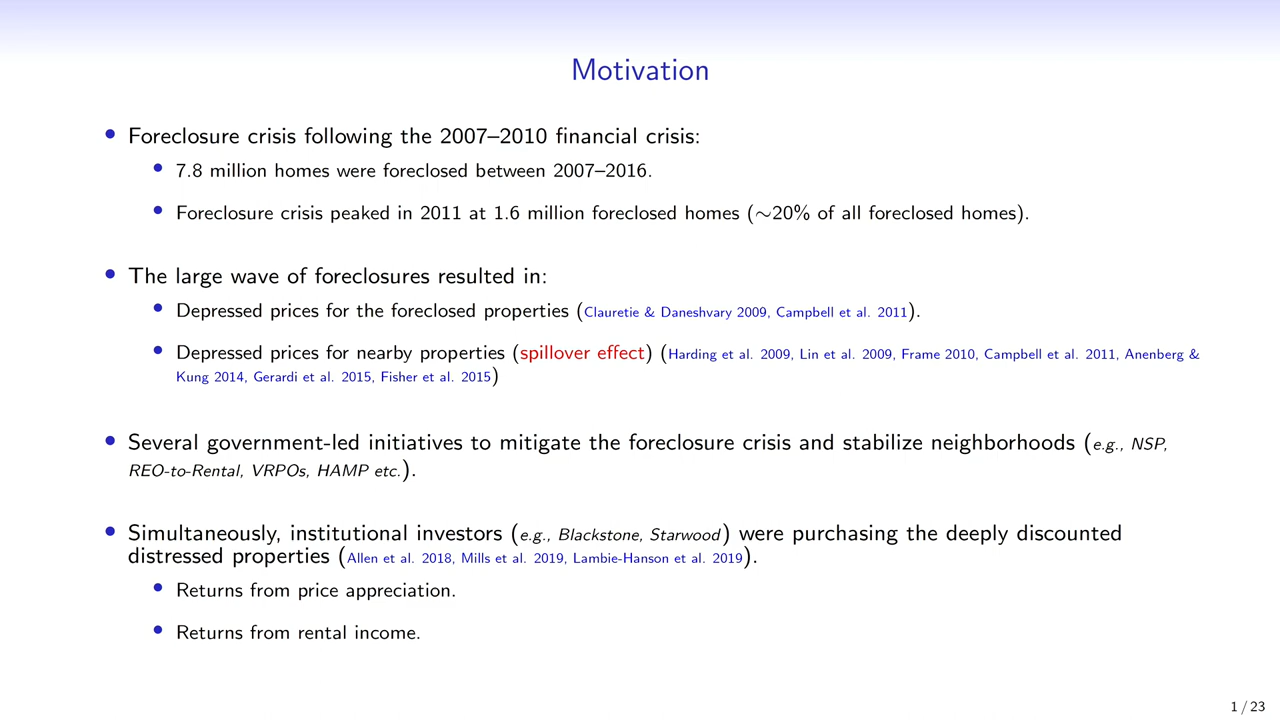 Motivation
• Foreclosure crisis following the 2007–2010 financial crisis:
• 7.8 million homes were foreclosed between 2007–2016.
• Foreclosure crisis peaked in 2011 at 1.6 million foreclosed homes (∼20% of all foreclosed homes).
• The large wave of foreclosures resulted in:
• Depressed prices for the foreclosed properties (Clauretie & Daneshvary 2009, Campbell et al. 2011).
• Depressed prices for nearby properties (spillover effect) (Harding et al. 2009, Lin et al. 2009, Frame 2010, Campbell et al. 2011, Anenberg &
Kung 2014, Gerardi et al. 2015, Fisher et al. 2015)
• Several government-led initiatives to mitigate the foreclosure crisis and stabilize neighborhoods (e.g., NSP,
REO-to-Rental, VRPOs, HAMP etc.).
• Simultaneously, institutional investors (e.g., Blackstone, Starwood) were purchasing the deeply discounted
distressed properties (Allen et al. 2018, Mills et al. 2019, Lambie-Hanson et al. 2019).
• Returns from price appreciation.
• Returns from rental income.
1 / 23